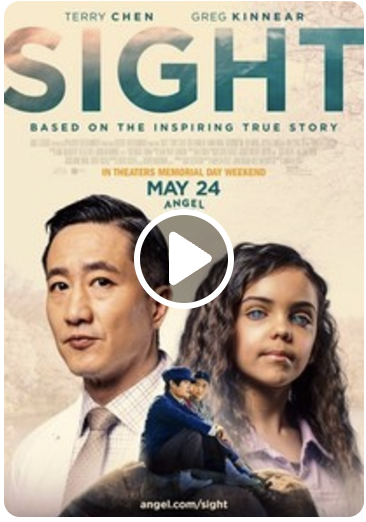 TERRY CHEN GREG KINNEAR
SIGHT
BASED ON THE INSPIRING TRUE STORY
IN THEATERS MEMORIAL DAY WEEKEND
MAY 24
ANGEL
angel.com/sight